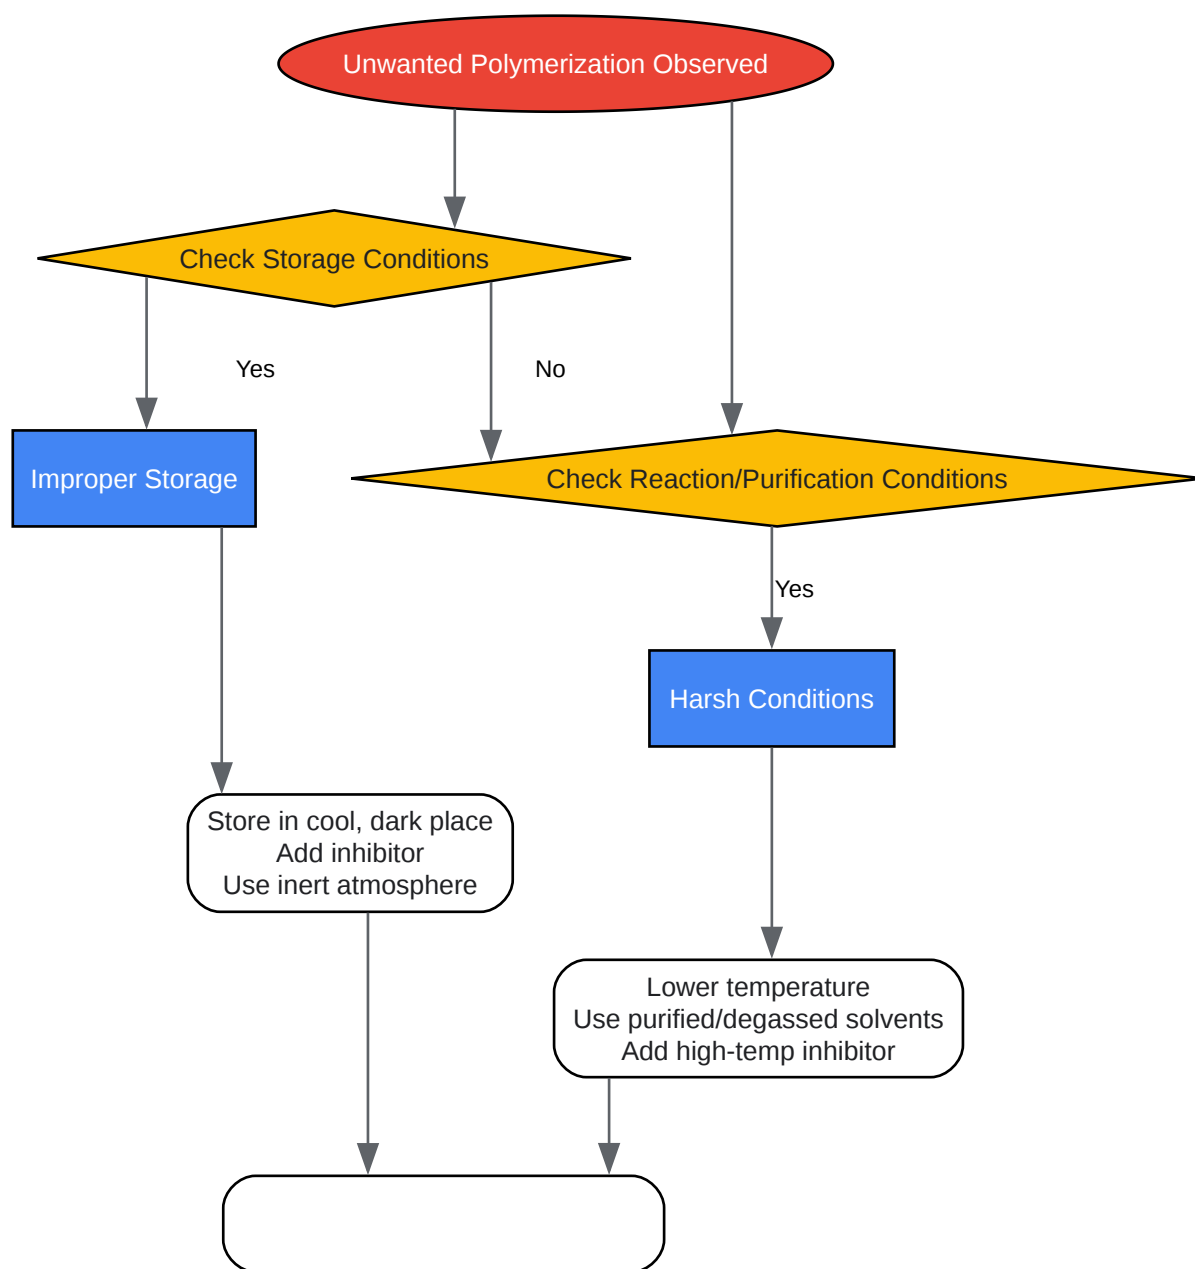 Unwanted Polymerization Observed
Check Storage Conditions
Yes
No
Improper Storage
Check Reaction/Purification Conditions
Yes
Harsh Conditions
Store in cool, dark place
Add inhibitor
Use inert atmosphere
Lower temperature
Use purified/degassed solvents
Add high-temp inhibitor